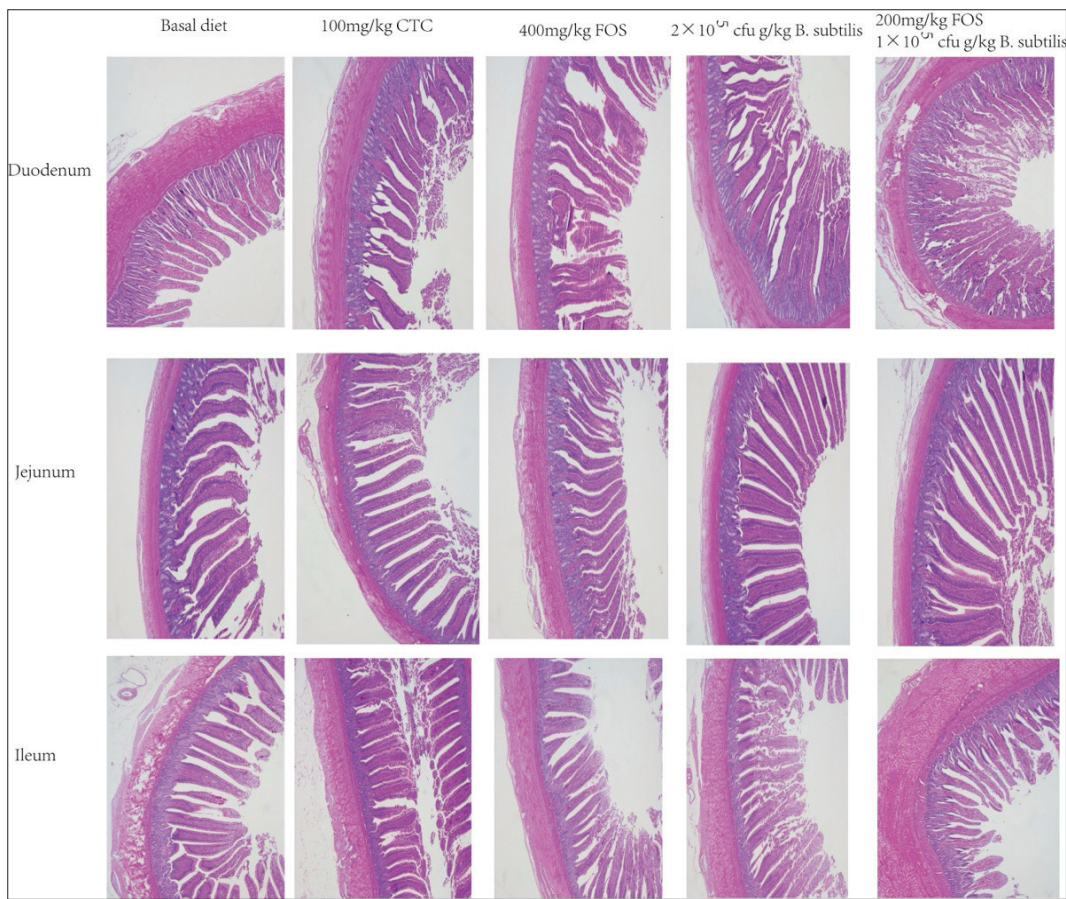 Basal diet
100mg/kg CTC
400mg/kg FOS
2×10⁵ cfu g/kg B. subtilis
200mg/kg FOS
1×10⁵ cfu g/kg B. subtilis
Duodenum
Jejunum
Ileum